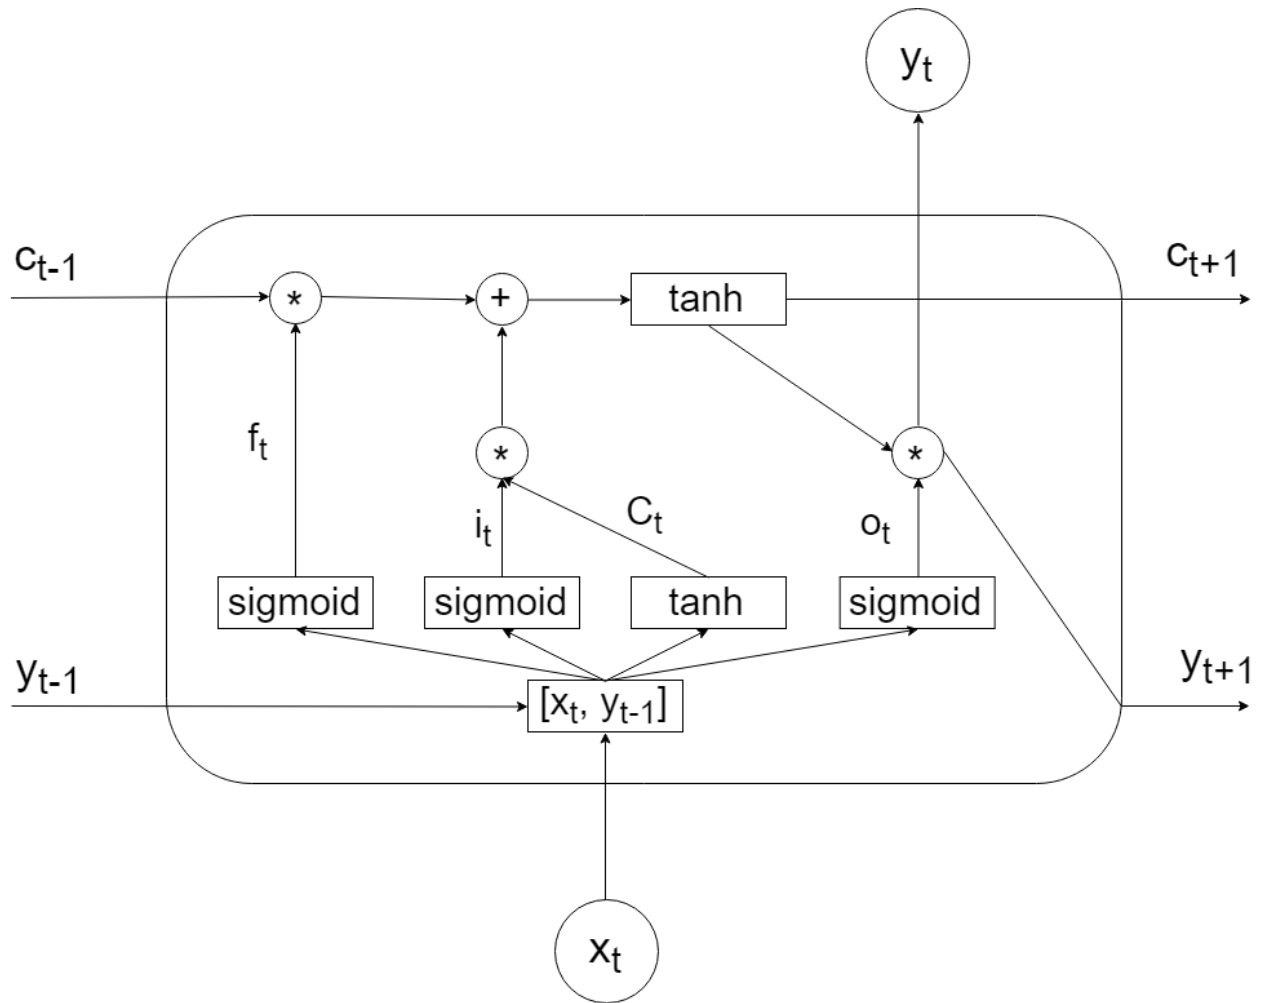 yt
ct-1
ct+1
*
+
tanh
ft
*
*
it
Ct
ot
sigmoid
sigmoid
tanh
sigmoid
yt-1
yt+1
[xt, yt-1]
xt